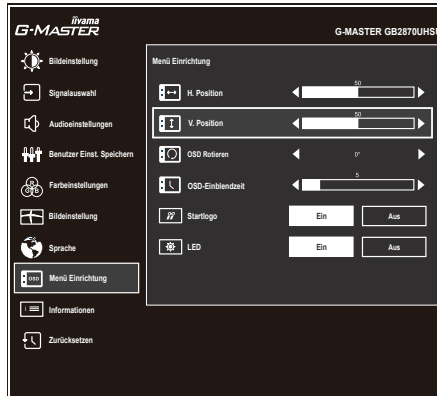 iiyama
G-MASTER
G-MASTER GB2870UHSU
Bildeinstellung
Signalauswahl
Audioeinstellungen
Benutzer Einst. Speichern
R
G B
Farbeinstellungen
Bildeinstellung
Sprache
OSD
Menü Einrichtung
i
Informationen
Zurücksetzen
Menü Einrichtung
H. Position
50
V. Position
50
OSD Rotieren
0°
OSD-Einblendzeit
5
Startlogo
Ein
Aus
LED
Ein
Aus